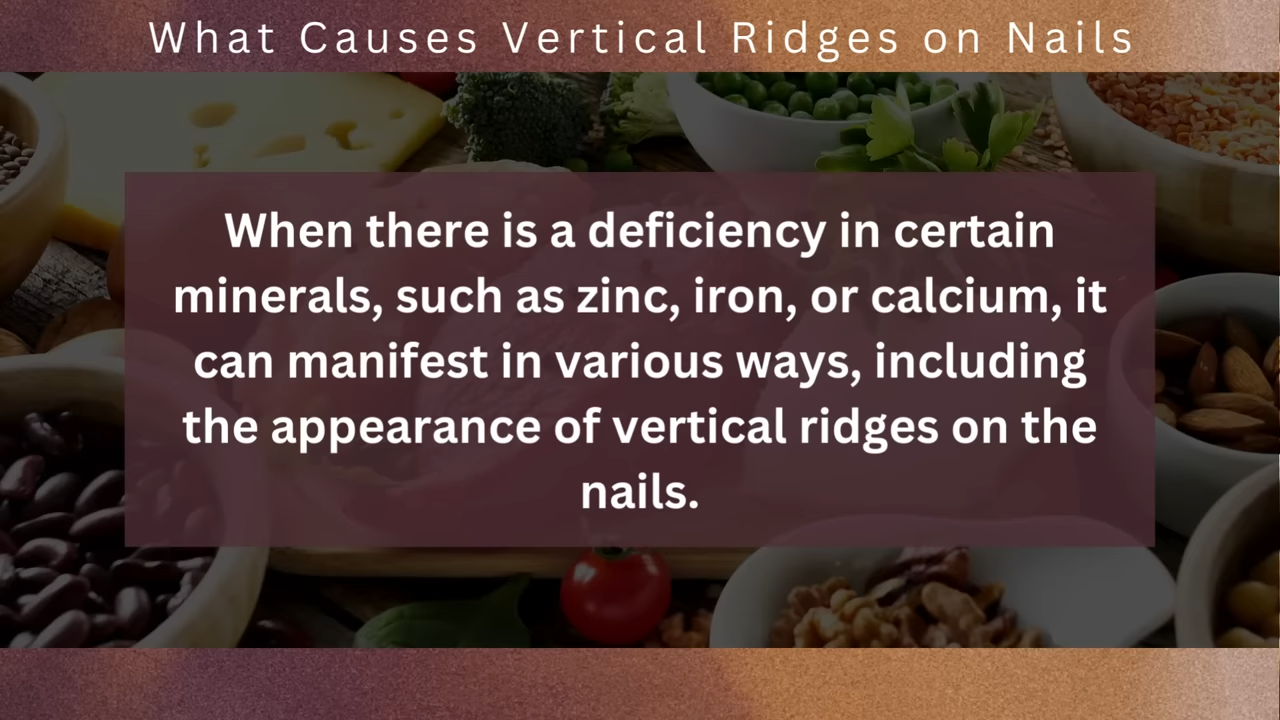 What Causes Vertical Ridges on Nails
When there is a deficiency in certain
minerals, such as zinc, iron, or calcium, it
can manifest in various ways, including
the appearance of vertical ridges on the
nails.